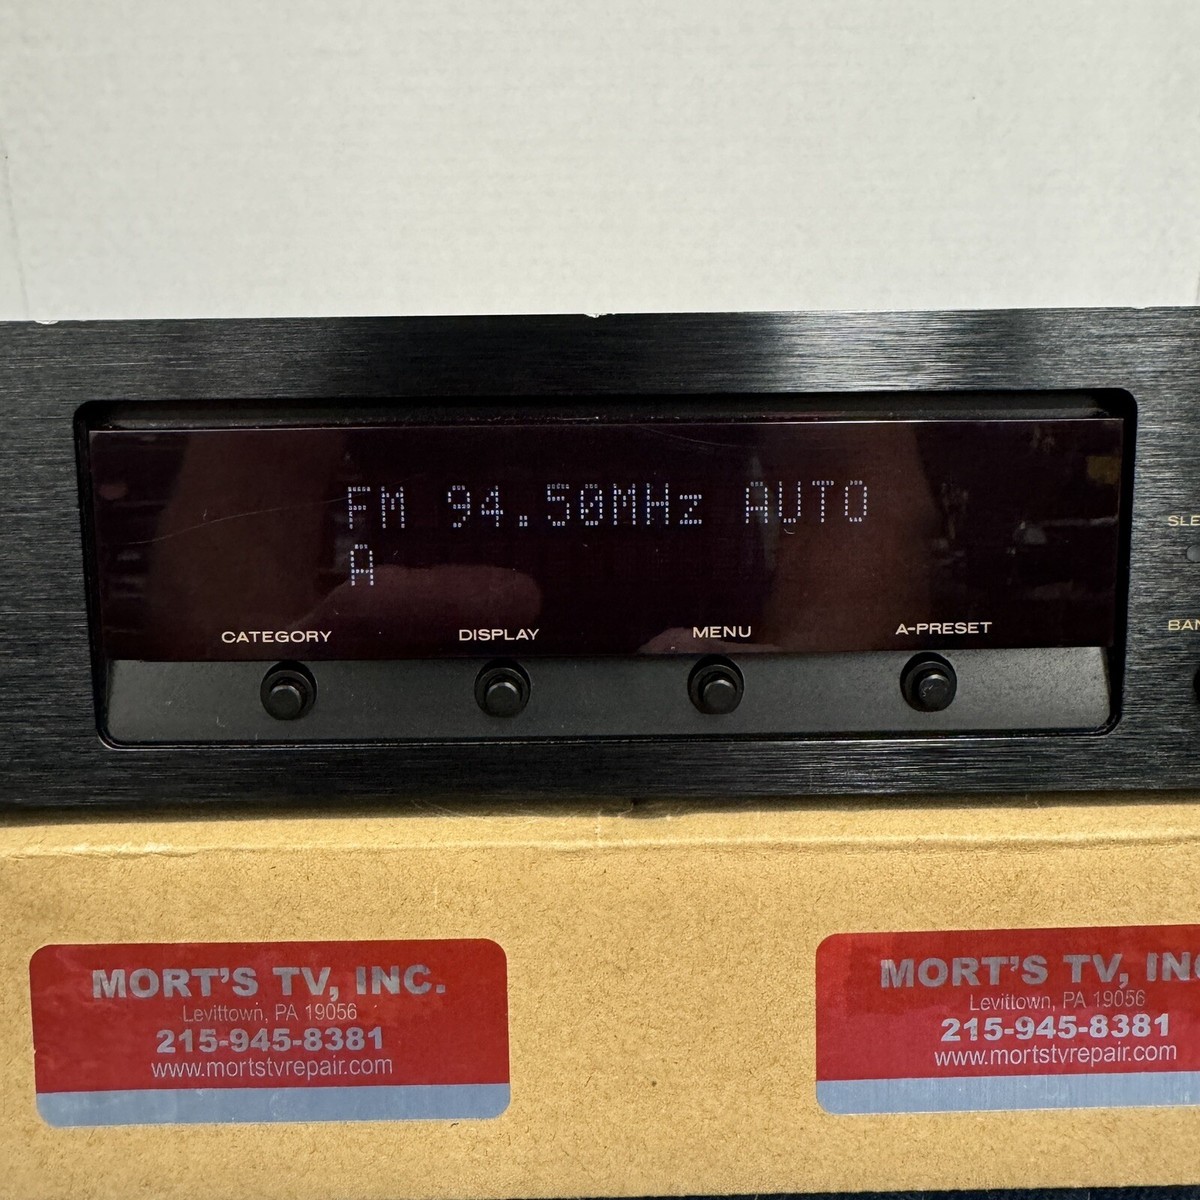 FM 94.50MHz AUTO
A
CATEGORY DISPLAY MENU A-PRESET
MORT'S TV, INC.
Levittown, PA 19056
215-945-8381
www.mortstvrepair.com
MORT'S TV,
Levittown, PA 19056
215-945-8381
www.mortstvrepair.com